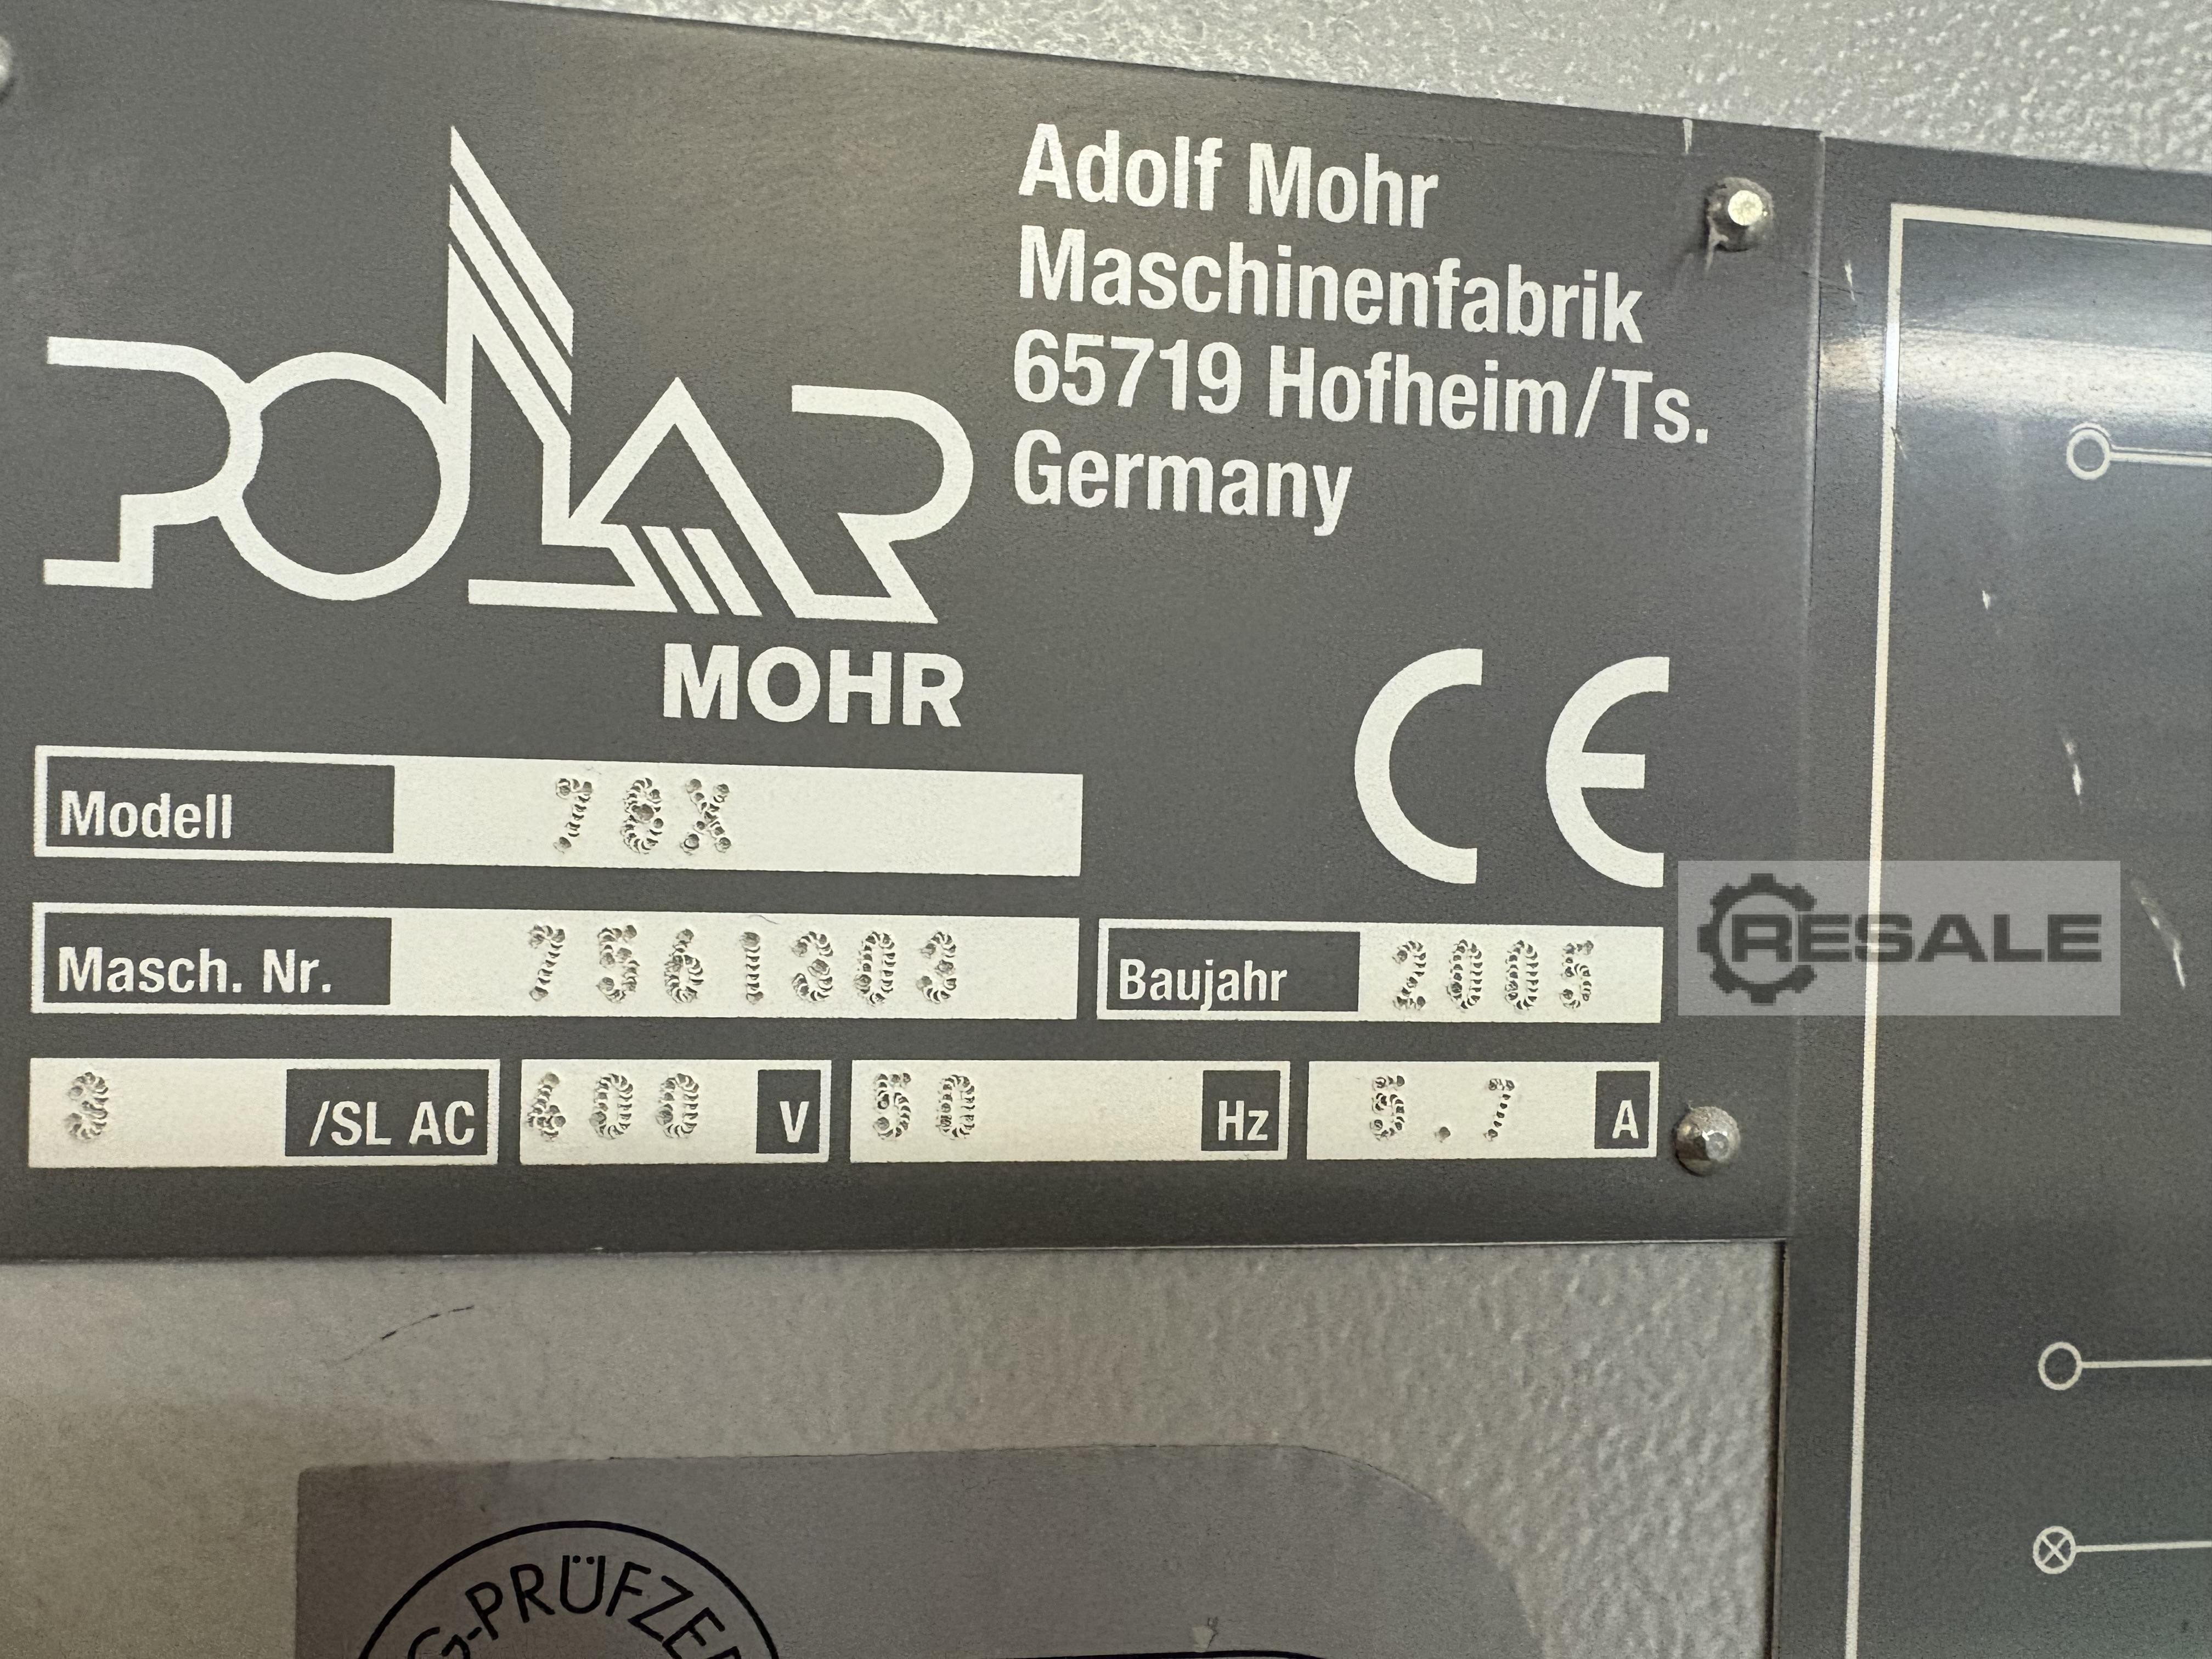 POLAR
MOHR
Adolf Mohr
Maschinenfabrik
65719 Hofheim/Ts.
Germany
CE
Modell 78X
Masch. Nr. 7561303
Baujahr 2005
3 /SL AC 400 V 50 Hz 5.7 A
RESALE
G-PRÜFZE